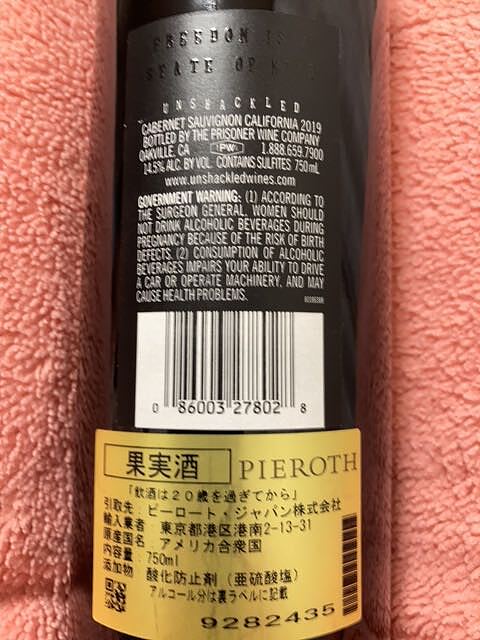 FREEDOM IS A
STATE OF MIND
UNSHACKLED
CABERNET SAUVIGNON CALIFORNIA 2019
BOTTLED BY THE PRISONER WINE COMPANY
OAKVILLE, CA PW 1.888.659.7900
14.5% ALC. BY VOL. CONTAINS SULFITES 750 mL
www.unshackledwines.com
GOVERNMENT WARNING: (1) ACCORDING TO
THE SURGEON GENERAL, WOMEN SHOULD
NOT DRINK ALCOHOLIC BEVERAGES DURING
PREGNANCY BECAUSE OF THE RISK OF BIRTH
DEFECTS. (2) CONSUMPTION OF ALCOHOLIC
BEVERAGES IMPAIRS YOUR ABILITY TO DRIVE
A CAR OR OPERATE MACHINERY, AND MAY
CAUSE HEALTH PROBLEMS.
0 86003 27802 8
果実酒 PIEROTH
「飲酒は20歳を過ぎてから」
引取先： ピーロート・ジャパン株式会社
輸入業者 東京都港区港南2-13-31
原産国名 アメリカ合衆国
内容量 750ml
添加物 酸化防止剤（亜硫酸塩）
アルコール分は裏ラベルに記載
9282435